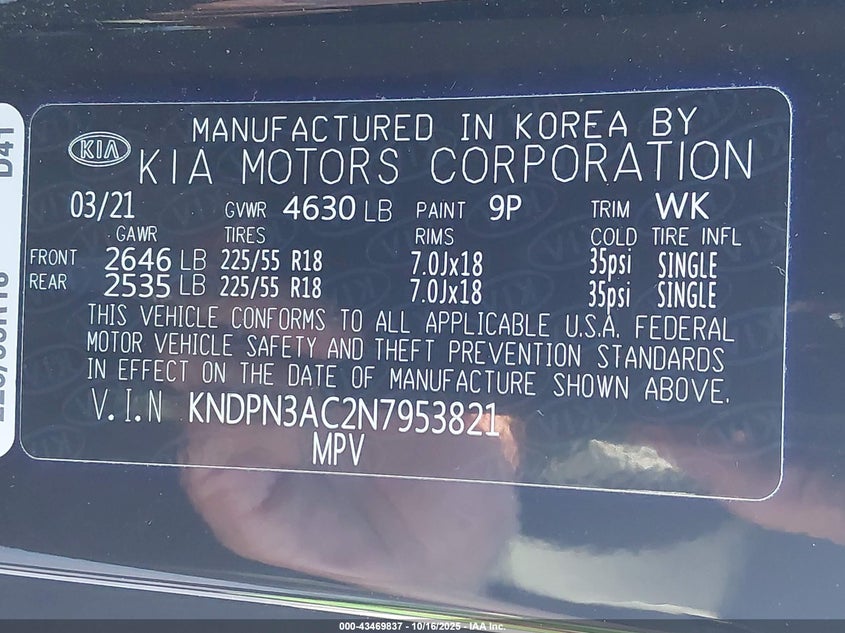 MANUFACTURED IN KOREA BY
KIA
KIA MOTORS CORPORATION
03/21 GVWR 4630 LB PAINT 9P TRIM WK
GAWR TIRES RIMS COLD TIRE INFL
FRONT 2646 LB 225/55 R18 7.0Jx18 35psi SINGLE
REAR 2535 LB 225/55 R18 7.0Jx18 35psi SINGLE
THIS VEHICLE CONFORMS TO ALL APPLICABLE U.S.A. FEDERAL
MOTOR VEHICLE SAFETY AND THEFT PREVENTION STANDARDS
IN EFFECT ON THE DATE OF MANUFACTURE SHOWN ABOVE.
V.I.N KNDPN3AC2N7953821
MPV
D41
000-43469837 - 10/16/2025 - IAA Inc.